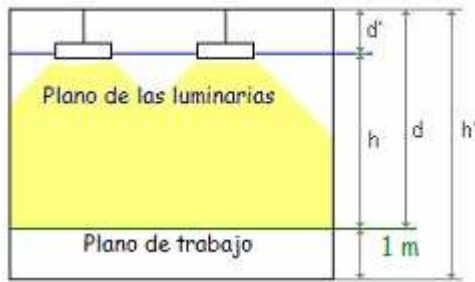 d'
Plano de las luminarias
h
d
h'
Plano de trabajo
1 m